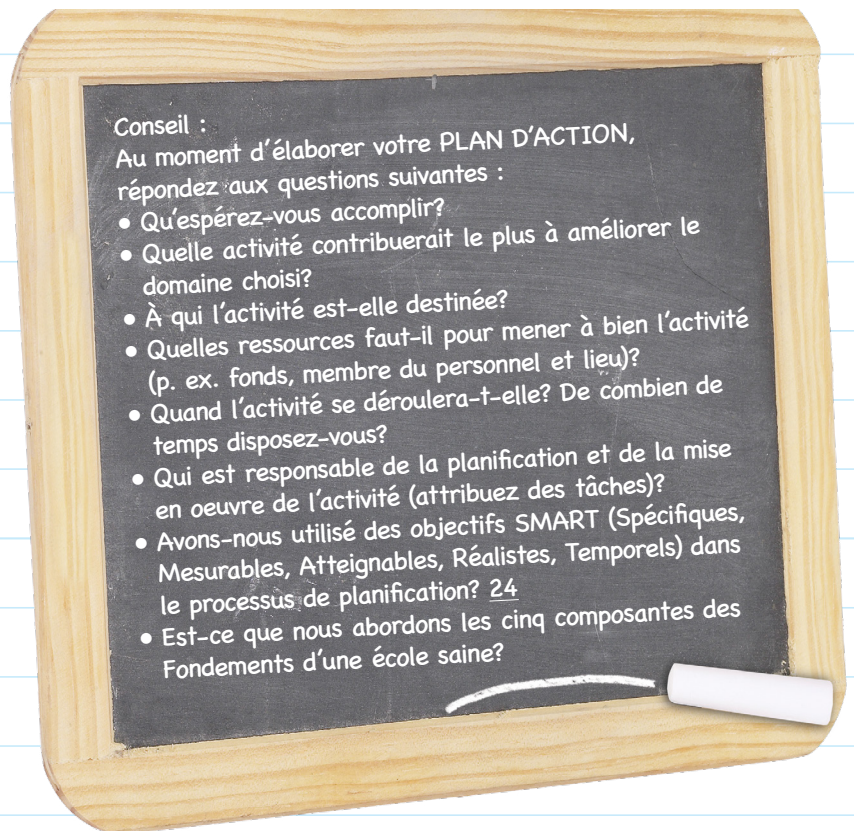 Conseil :
Au moment d'élaborer votre PLAN D'ACTION,
répondez aux questions suivantes :
• Qu'espérez-vous accomplir?
• Quelle activité contribuerait le plus à améliorer le
domaine choisi?
• À qui l'activité est-elle destinée?
• Quelles ressources faut-il pour mener à bien l'activité
(p. ex. fonds, membre du personnel et lieu)?
• Quand l'activité se déroulera-t-elle? De combien de
temps disposez-vous?
• Qui est responsable de la planification et de la mise
en oeuvre de l'activité (attribuez des tâches)?
• Avons-nous utilisé des objectifs SMART (Spécifiques,
Mesurables, Atteignables, Réalistes, Temporels) dans
le processus de planification? 24
• Est-ce que nous abordons les cinq composantes des
Fondements d'une école saine?